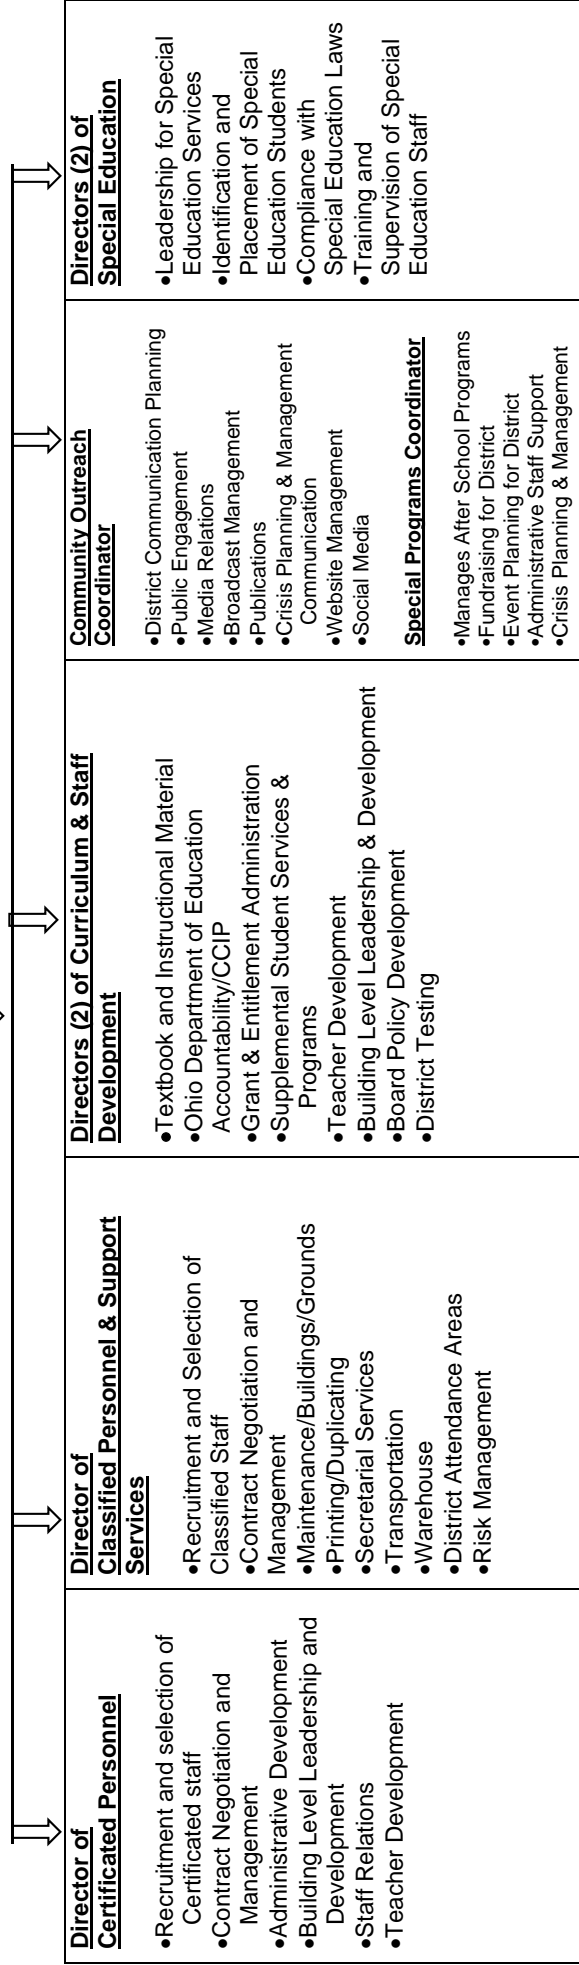 Director of
Certificated Personnel
•Recruitment and selection of
Certificated staff
•Contract Negotiation and
Management
•Administrative Development
•Building Level Leadership and
Development
•Staff Relations
•Teacher Development
Director of
Classified Personnel & Support
Services
•Recruitment and Selection of
Classified Staff
•Contract Negotiation and
Management
•Maintenance/Buildings/Grounds
•Printing/Duplicating
•Secretarial Services
•Transportation
•Warehouse
•District Attendance Areas
•Risk Management
Directors (2) of Curriculum & Staff
Development
•Textbook and Instructional Material
•Ohio Department of Education
Accountability/CCIP
•Grant & Entitlement Administration
•Supplemental Student Services &
Programs
•Teacher Development
•Building Level Leadership & Development
•Board Policy Development
•District Testing
Community Outreach
Coordinator
•District Communication Planning
•Public Engagement
•Media Relations
•Broadcast Management
•Publications
•Crisis Planning & Management
Communication
•Website Management
•Social Media
Special Programs Coordinator
•Manages After School Programs
•Fundraising for District
•Event Planning for District
•Administrative Staff Support
•Crisis Planning & Management
Directors (2) of
Special Education
•Leadership for Special
Education Services
•Identification and
Placement of Special
Education Students
•Compliance with
Special Education Laws
•Training and
Supervision of Special
Education Staff